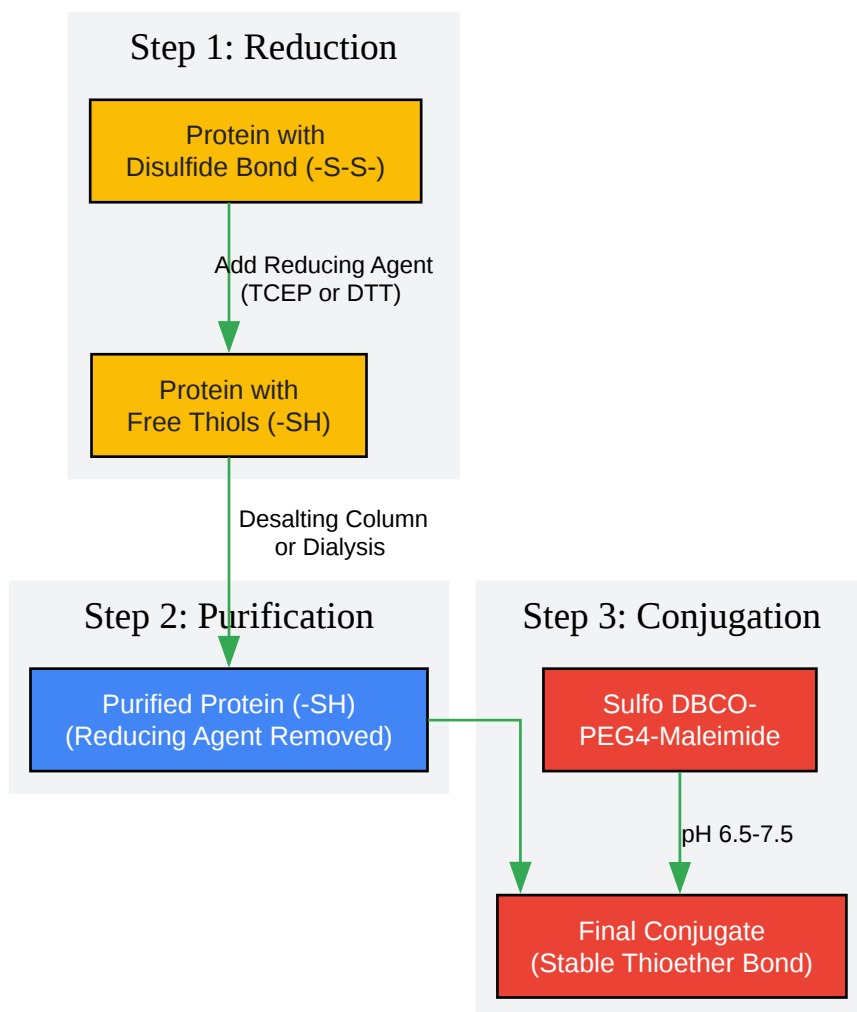 Step 1: Reduction
Protein with
Disulfide Bond (-S-S-)
Add Reducing Agent
(TCEP or DTT)
Protein with
Free Thiols (-SH)
Desalting Column
or Dialysis
Step 2: Purification
Purified Protein (-SH)
(Reducing Agent Removed)
Step 3: Conjugation
Sulfo DBCO-
PEG4-Maleimide
pH 6.5-7.5
Final Conjugate
(Stable Thioether Bond)